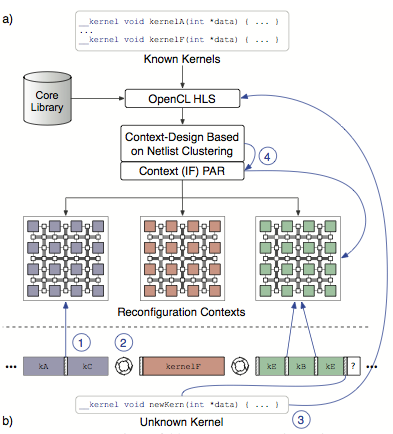 a)
__kernel void kernelA(int *data) { ... }
...
__kernel void kernelF(int *data) { ... }
Known Kernels
Core
Library
OpenCL HLS
Context-Design Based
on Netlist Clustering
4
Context (IF) PAR
Reconfiguration Contexts
1
2
... kA kC kernelF kE kB kE ? ...
__kernel void newKern(int *data) { ... }
3
b)
Unknown Kernel